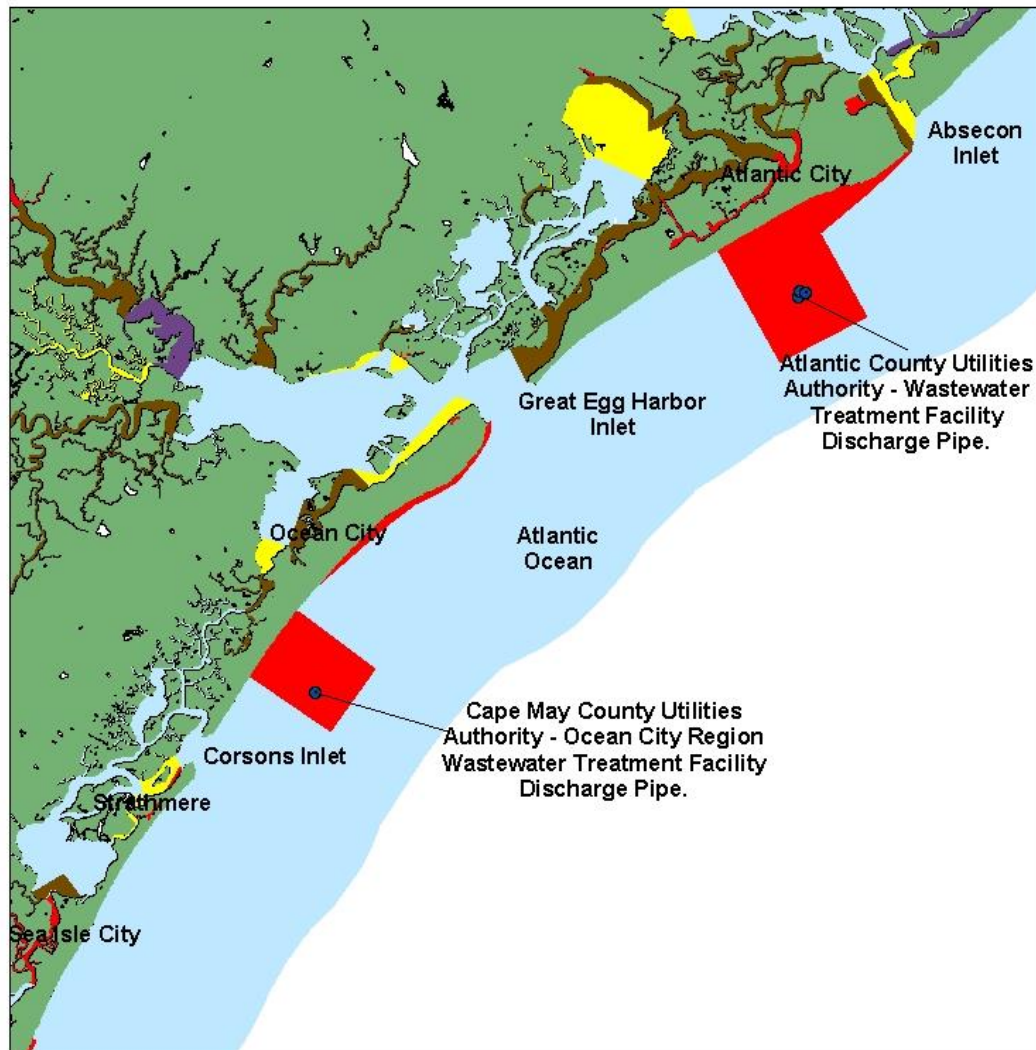 Absecon
Inlet
Atlantic City
Atlantic County Utilities
Authority - Wastewater
Treatment Facility
Discharge Pipe.
Great Egg Harbor
Inlet
Ocean City
Atlantic
Ocean
Cape May County Utilities
Authority - Ocean City Region
Wastewater Treatment Facility
Discharge Pipe.
Corsons Inlet
Strathmere
Sea Isle City